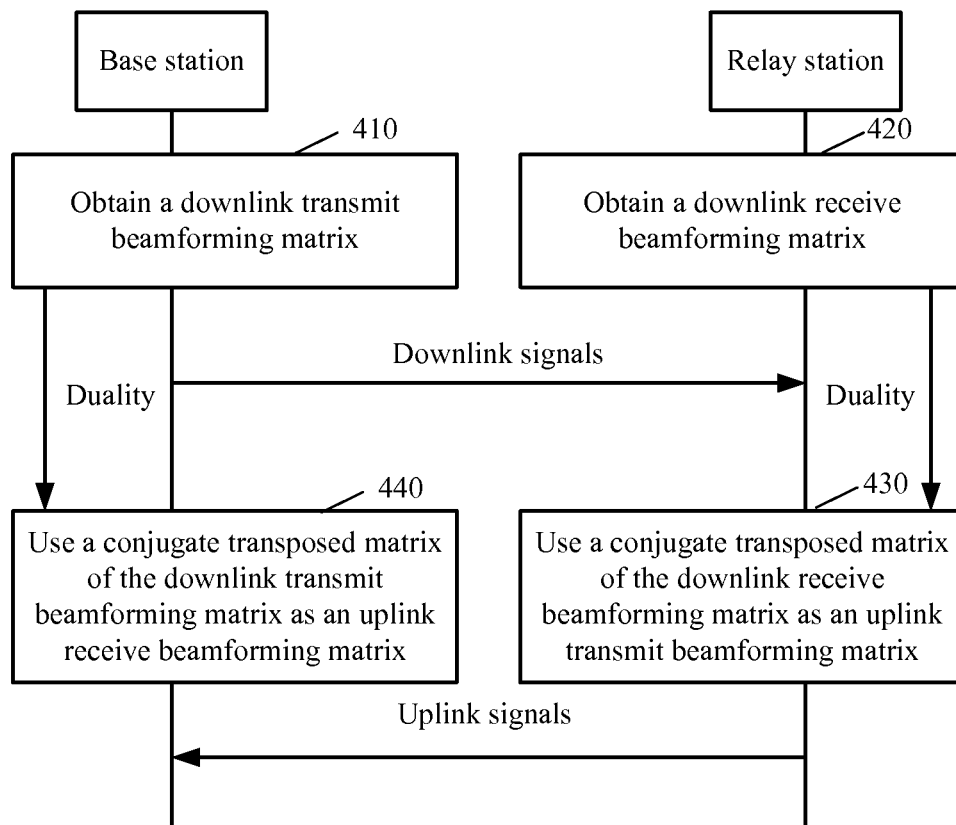 Base station
Relay station
410
420
Obtain a downlink transmit
beamforming matrix
Obtain a downlink receive
beamforming matrix
Downlink signals
Duality
Duality
440
430
Use a conjugate transposed matrix
of the downlink transmit
beamforming matrix as an uplink
receive beamforming matrix
Use a conjugate transposed matrix
of the downlink receive
beamforming matrix as an uplink
transmit beamforming matrix
Uplink signals